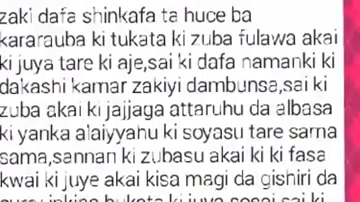 zaki dafa shinkafa ta huce ba
kararauba ki tukata ki zuba fulawa akai
ki juya tare ki aje,sai ki dafa namanki ki
dakashi kamar zakiyi dambunsa,sai ki
zuba akai ki jajjaga attaruhu da albasa
ki yanka alaiyyahu ki soyasu tare sama
sama,sannan ki zubasu akai ki ki fasa
kwai ki juye akai kisa magi da gishiri da